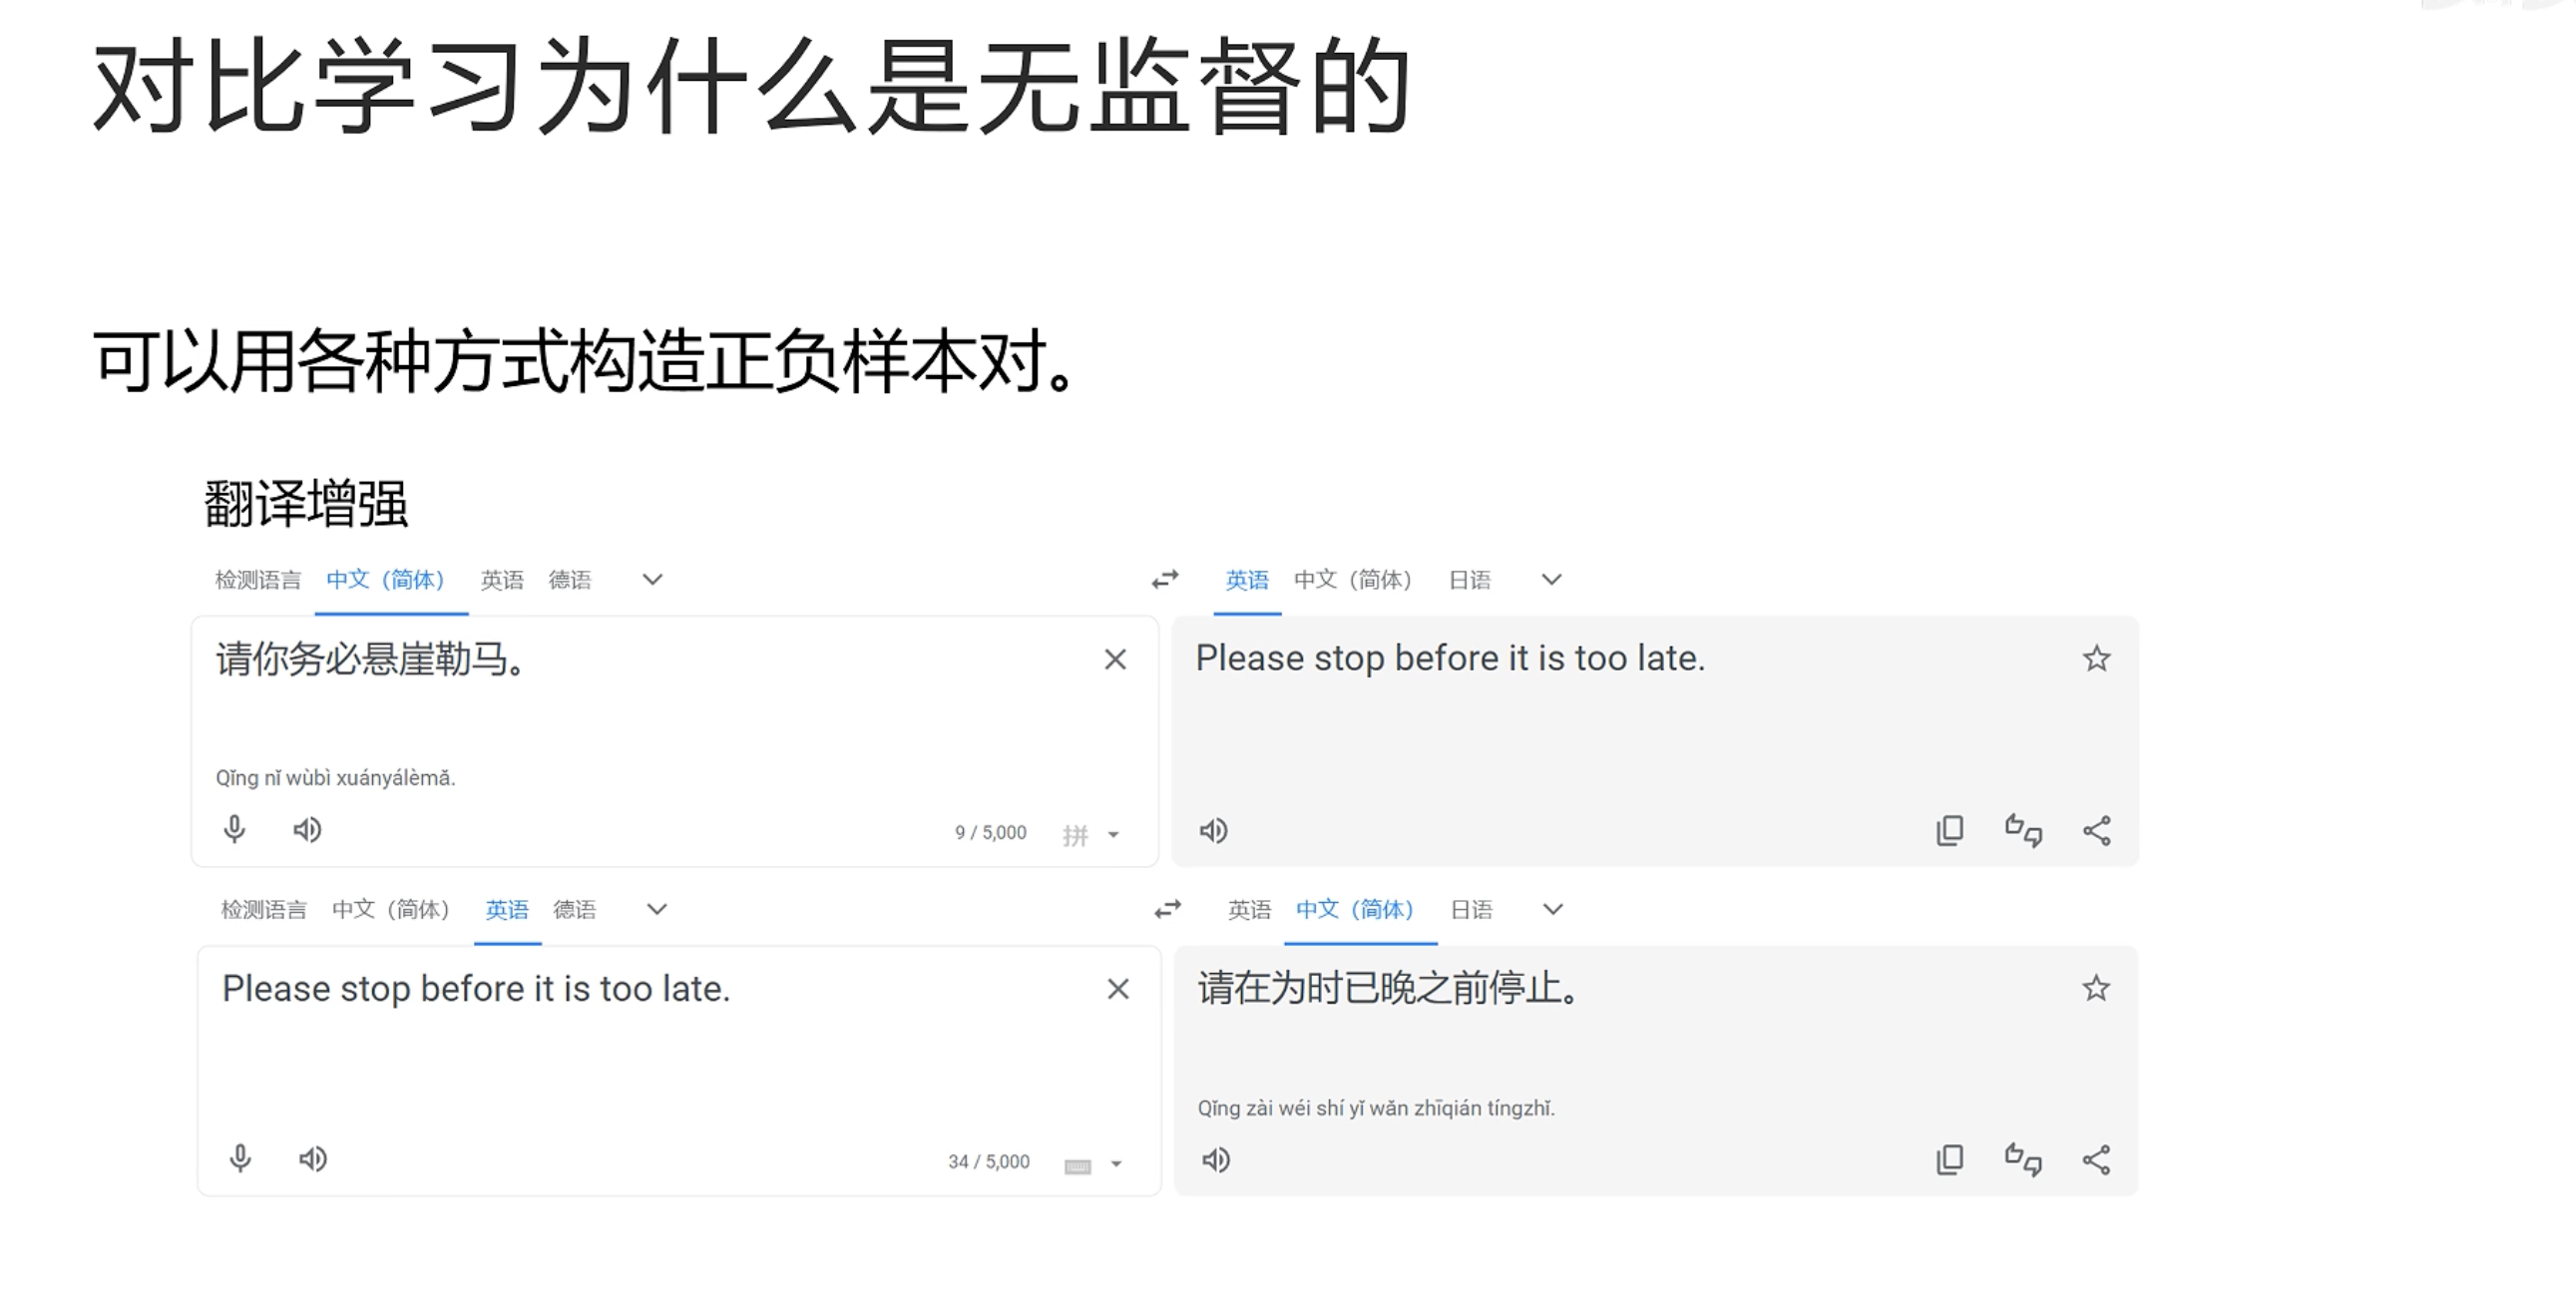 对比学习为什么是无监督的
可以用各种方式构造正负样本对。
翻译增强
检测语言 中文（简体） 英语 德语 英语 中文（简体） 日语
请你务必悬崖勒马。
Please stop before it is too late.
Qǐng nǐ wùbì xuányálèmǎ.
9 / 5,000 拼
检测语言 中文（简体） 英语 德语 英语 中文（简体） 日语
Please stop before it is too late.
请在为时已晚之前停止。
Qǐng zài wéi shí yǐ wǎn zhīqián tíngzhǐ.
34 / 5,000